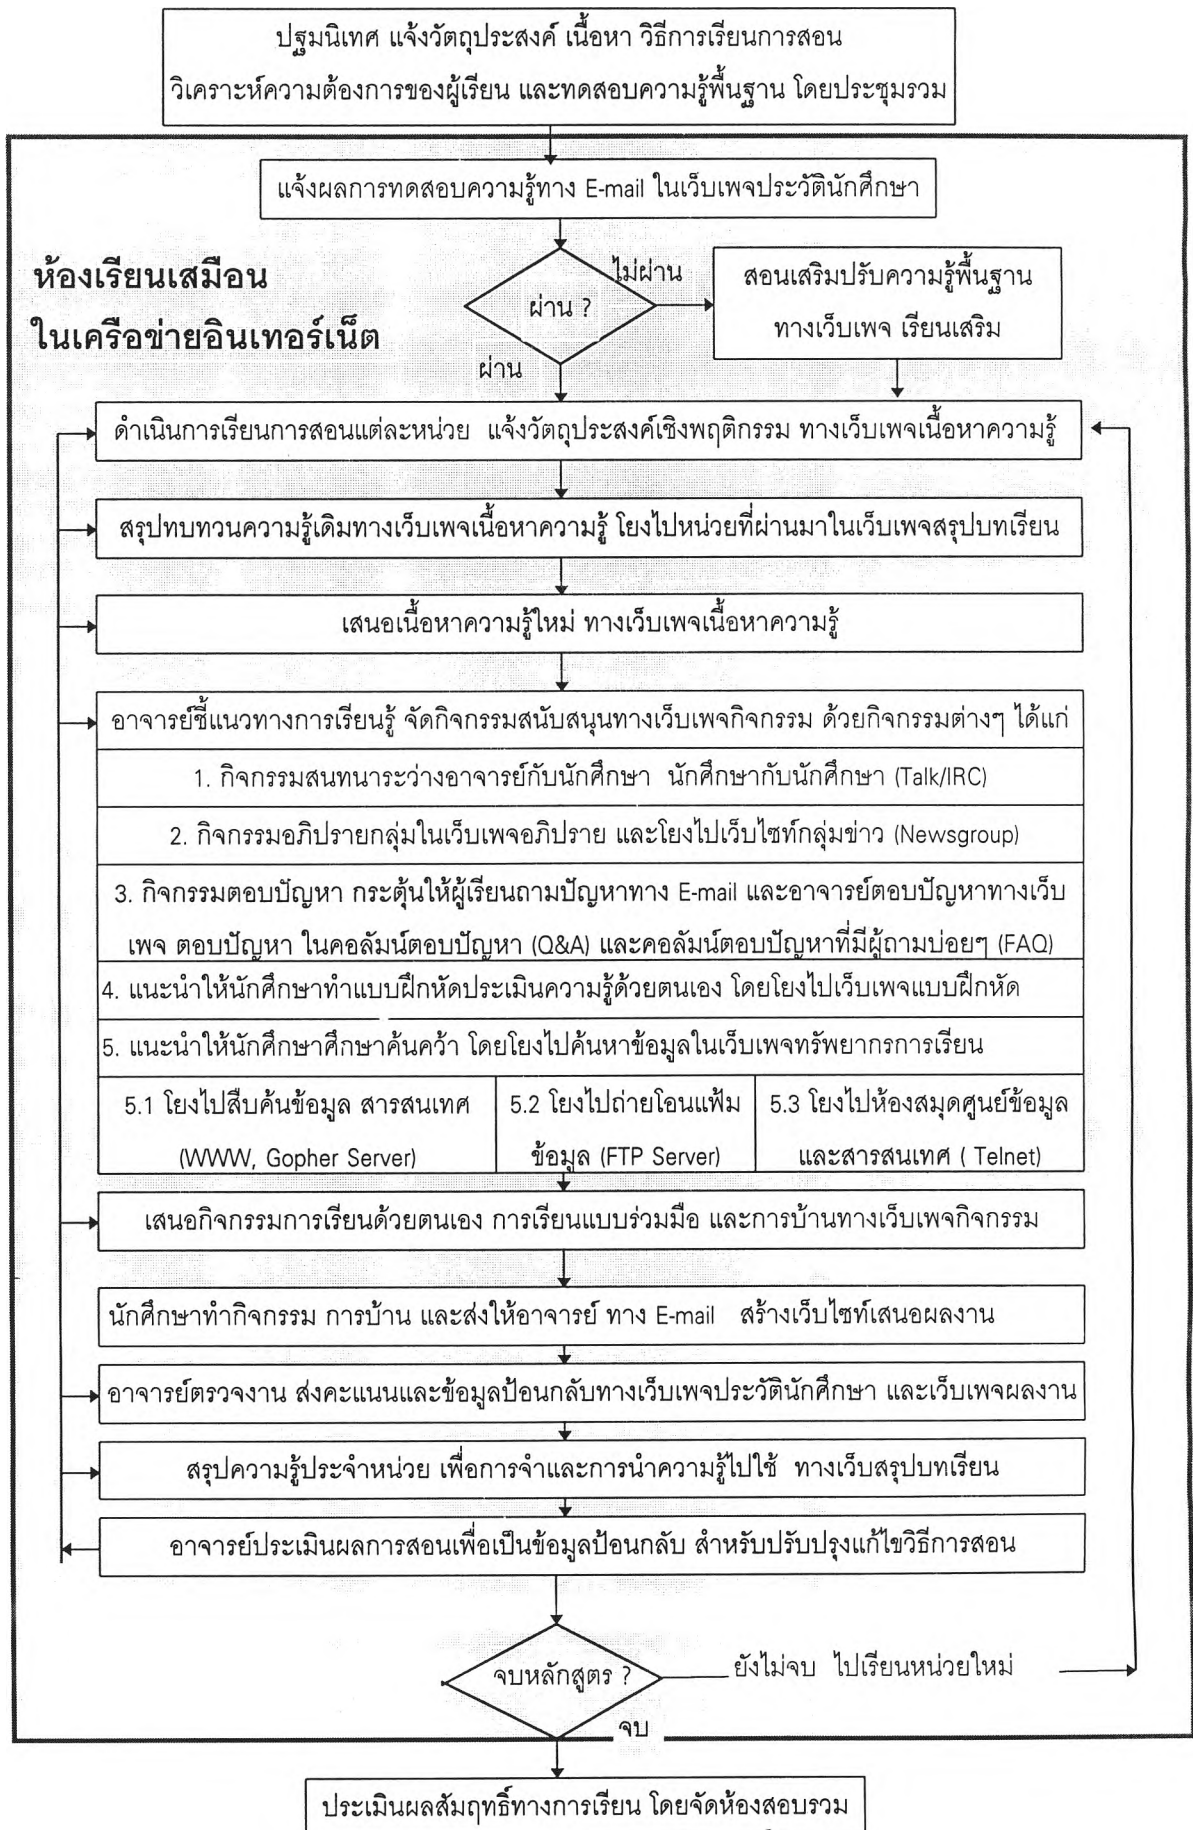 ปฐมนิเทศ แจ้งวัตถุประสงค์ เนื้อหา วิธีการเรียนการสอน
วิเคราะห์ความต้องการของผู้เรียน และทดสอบความรู้พื้นฐาน โดยประชุมรวม
แจ้งผลการทดสอบความรู้ทาง E-mail ในเว็บเพจประวัตินักศึกษา
ห้องเรียนเสมือน
ในเครือข่ายอินเทอร์เน็ต
ผ่าน ?
ไม่ผ่าน
สอนเสริมปรับความรู้พื้นฐาน
ทางเว็บเพจ เรียนเสริม
ผ่าน
ดำเนินการเรียนการสอนแต่ละหน่วย แจ้งวัตถุประสงค์เชิงพฤติกรรม ทางเว็บเพจเนื้อหาความรู้
สรุปทบทวนความรู้เดิมทางเว็บเพจเนื้อหาความรู้ โยงไปหน่วยที่ผ่านมาในเว็บเพจสรุปบทเรียน
เสนอเนื้อหาความรู้ใหม่ ทางเว็บเพจเนื้อหาความรู้
อาจารย์ชี้แนวทางการเรียนรู้ จัดกิจกรรมสนับสนุนทางเว็บเพจกิจกรรม ด้วยกิจกรรมต่างๆ ได้แก่
1. กิจกรรมสนทนาระว่างอาจารย์กับนักศึกษา นักศึกษากับนักศึกษา (Talk/IRC)
2. กิจกรรมอภิปรายกลุ่มในเว็บเพจอภิปราย และโยงไปเว็บไซท์กลุ่มข่าว (Newsgroup)
3. กิจกรรมตอบปัญหา กระตุ้นให้ผู้เรียนถามปัญหาทาง E-mail และอาจารย์ตอบปัญหาทางเว็บ
เพจ ตอบปัญหา ในคอลัมน์ตอบปัญหา (Q&A) และคอลัมน์ตอบปัญหาที่มีผู้ถามบ่อยๆ (FAQ)
4. แนะนำให้นักศึกษาทำแบบฝึกหัดประเมินความรู้ด้วยตนเอง โดยโยงไปเว็บเพจแบบฝึกหัด
5. แนะนำให้นักศึกษาศึกษาค้นคว้า โดยโยงไปค้นหาข้อมูลในเว็บเพจทรัพยากรการเรียน
5.1 โยงไปสืบค้นข้อมูล สารสนเทศ
(WWW, Gopher Server)
5.2 โยงไปถ่ายโอนแฟ้ม
ข้อมูล (FTP Server)
5.3 โยงไปห้องสมุดศูนย์ข้อมูล
และสารสนเทศ ( Telnet)
เสนอกิจกรรมการเรียนด้วยตนเอง การเรียนแบบร่วมมือ และการบ้านทางเว็บเพจกิจกรรม
นักศึกษาทำกิจกรรม การบ้าน และส่งให้อาจารย์ ทาง E-mail สร้างเว็บไซท์เสนอผลงาน
อาจารย์ตรวจงาน ส่งคะแนนและข้อมูลป้อนกลับทางเว็บเพจประวัตินักศึกษา และเว็บเพจผลงาน
สรุปความรู้ประจำหน่วย เพื่อการจำและการนำความรู้ไปใช้ ทางเว็บสรุปบทเรียน
อาจารย์ประเมินผลการสอนเพื่อเป็นข้อมูลป้อนกลับ สำหรับปรับปรุงแก้ไขวิธีการสอน
จบหลักสูตร ?
ยังไม่จบ ไปเรียนหน่วยใหม่
จบ
ประเมินผลสัมฤทธิ์ทางการเรียน โดยจัดห้องสอบรวม